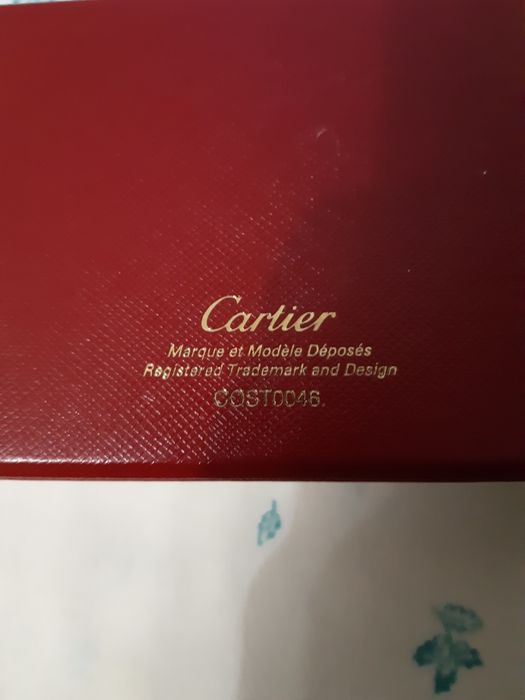 Cartier
Marque et Modèle Déposés
Registered Trademark and Design
COST0046